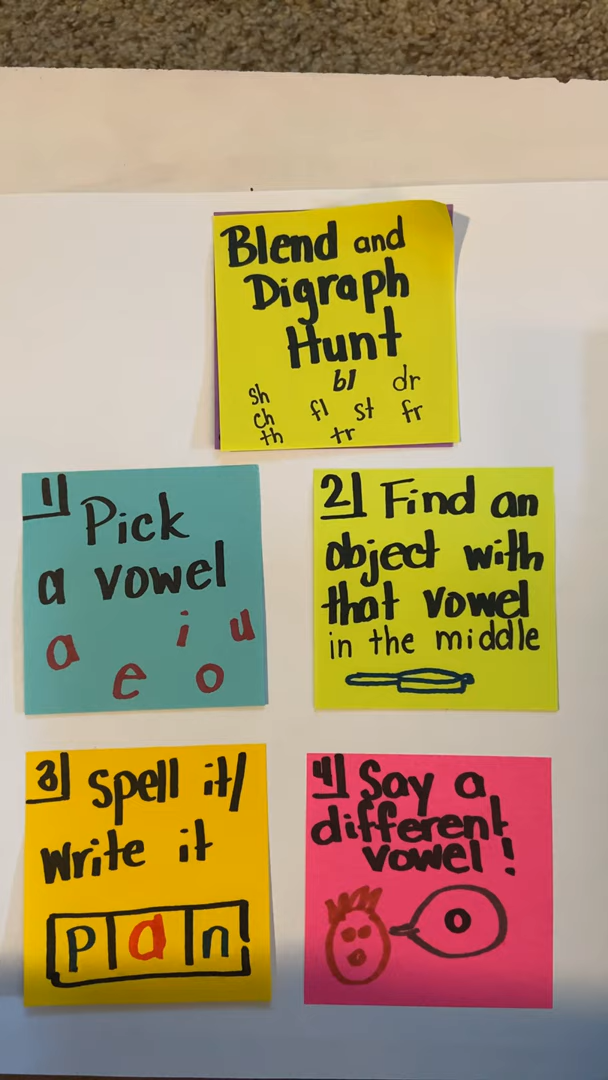 Blend and
Digraph
Hunt
sh bl dr
ch fl st fr
th tr
1) Pick
a vowel
a e i o u
2) Find an
object with
that vowel
in the middle
3) Spell it/
write it
p a n
4) Say a
different
vowel!
o